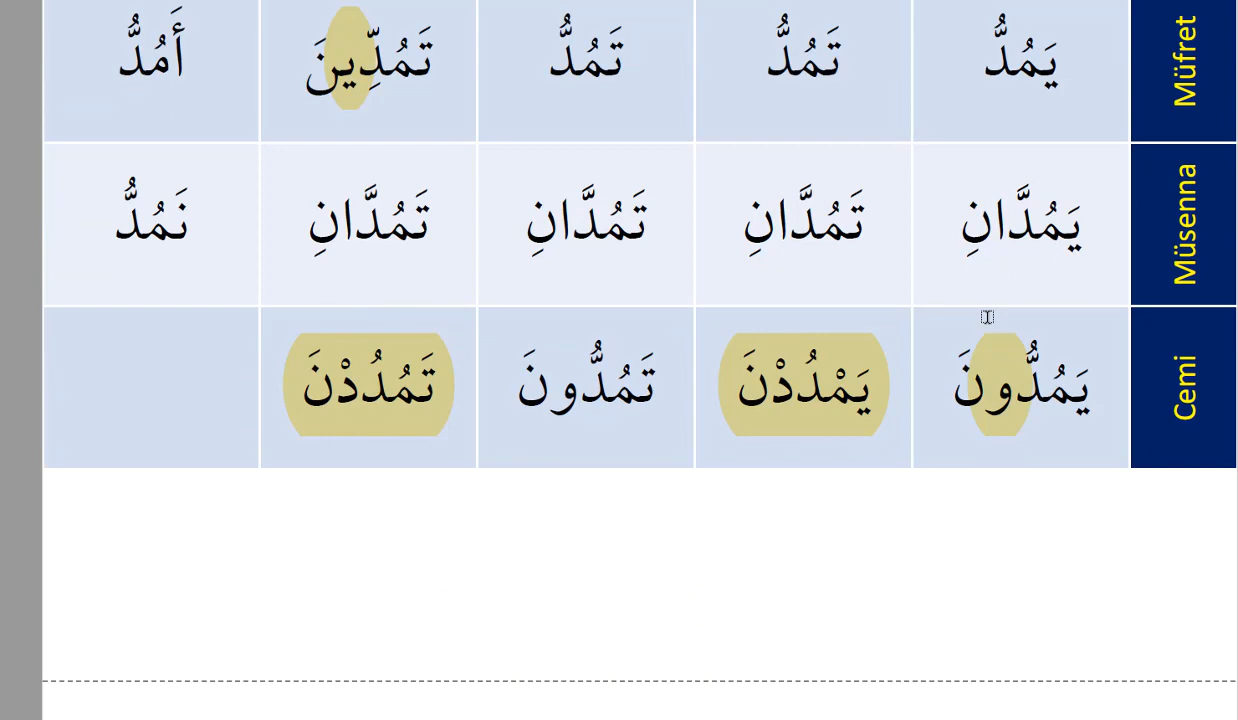 Müfret يَمُدُّ تَمُدُّ تَمُدُّ تَمُدِّينَ أَمُدُّ
Müsenna يَمُدَّانِ تَمُدَّانِ تَمُدَّانِ تَمُدَّانِ نَمُدُّ
Cemi يَمُدُّونَ يَمْدُدْنَ تَمُدُّونَ تَمُدُدْنَ